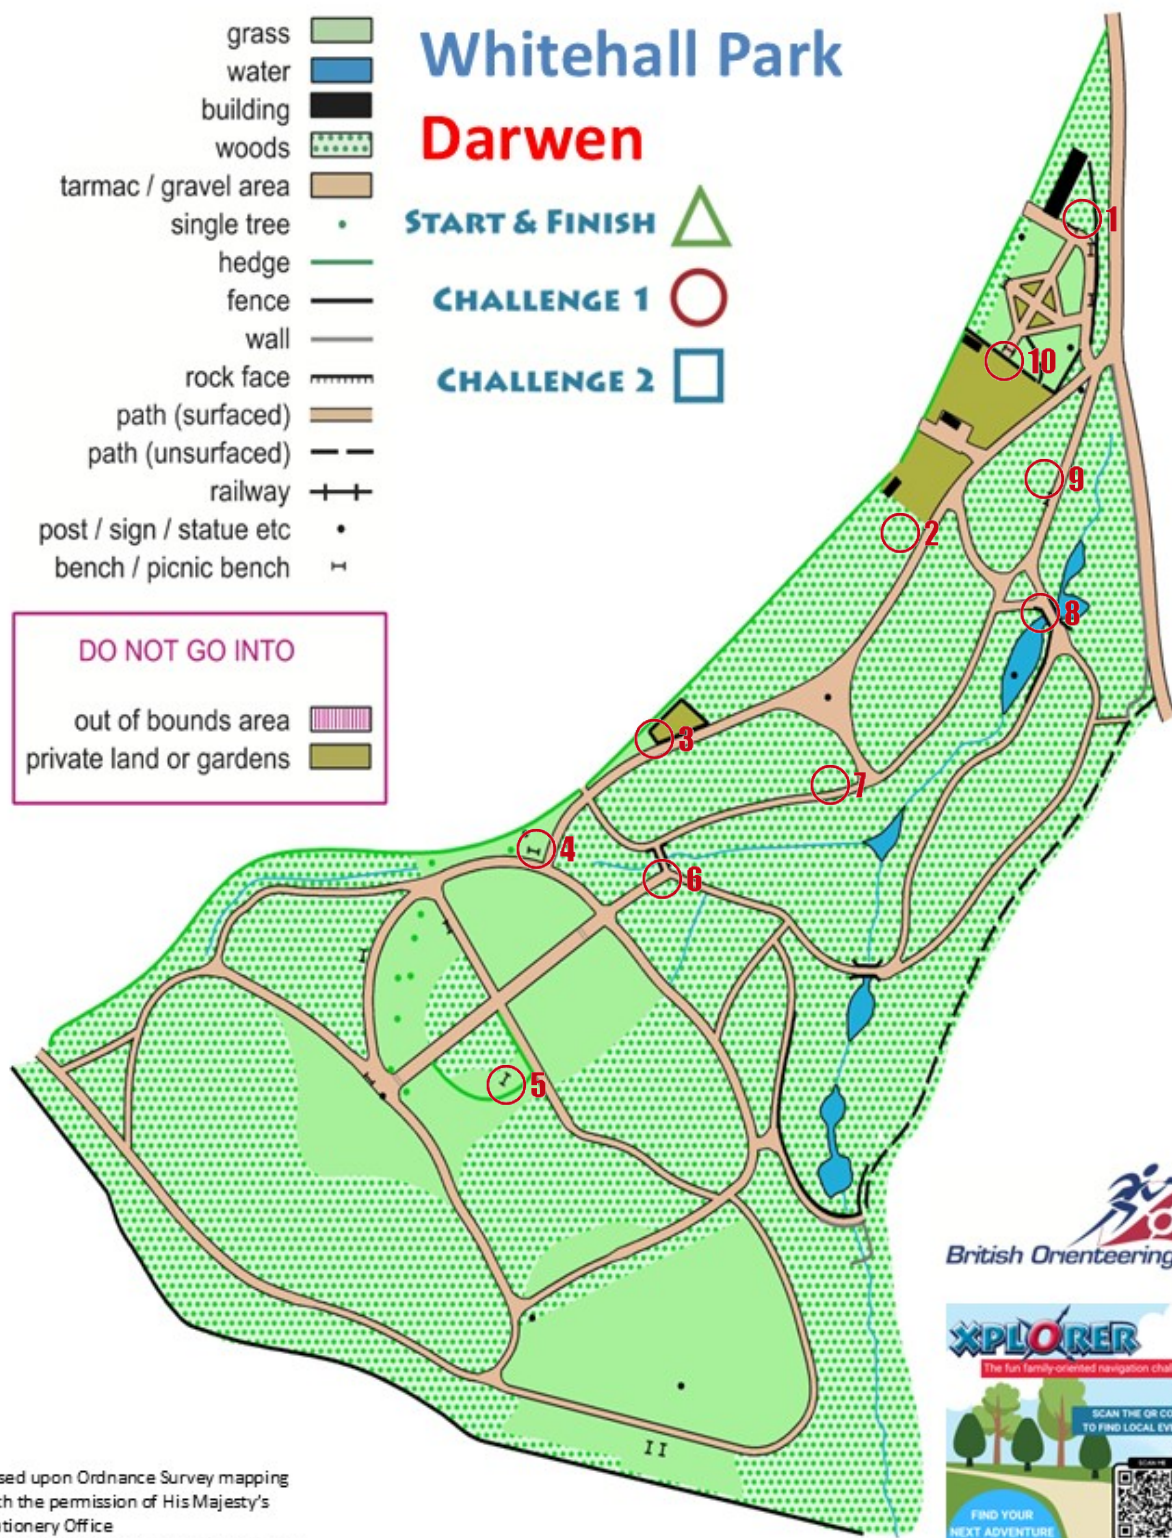 grass
water
building
woods
tarmac / gravel area
single tree
hedge
fence
wall
rock face
path (surfaced)
path (unsurfaced)
railway
post / sign / statue etc
bench / picnic bench
Whitehall Park
Darwen
START & FINISH
CHALLENGE 1
CHALLENGE 2
DO NOT GO INTO
out of bounds area
private land or gardens
1
10
9
2
8
3
7
4
6
5
British Orienteering
XPLORER
The fun family-oriented navigation chal
SCAN THE QR CO
TO FIND LOCAL EV
SCAN ME
FIND YOUR
NEXT ADVENTURE
sed upon Ordnance Survey mapping
th the permission of His Majesty's
tionery Office